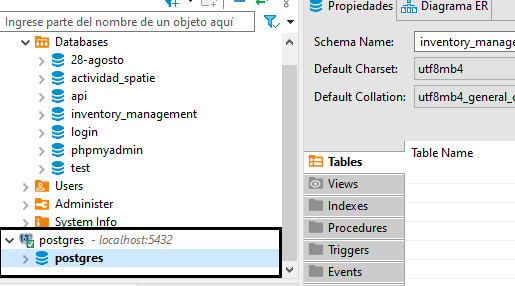 Ingrese parte del nombre de un objeto aquí
Databases
28-agosto
actividad_spatie
api
inventory_management
login
phpmyadmin
test
Users
Administer
System Info
postgres - localhost:5432
postgres
Propiedades
Diagrama ER
Schema Name:
inventory_manage
Default Charset:
utf8mb4
Default Collation:
utf8mb4_general_c
Tables
Views
Indexes
Procedures
Triggers
Events
Table Name